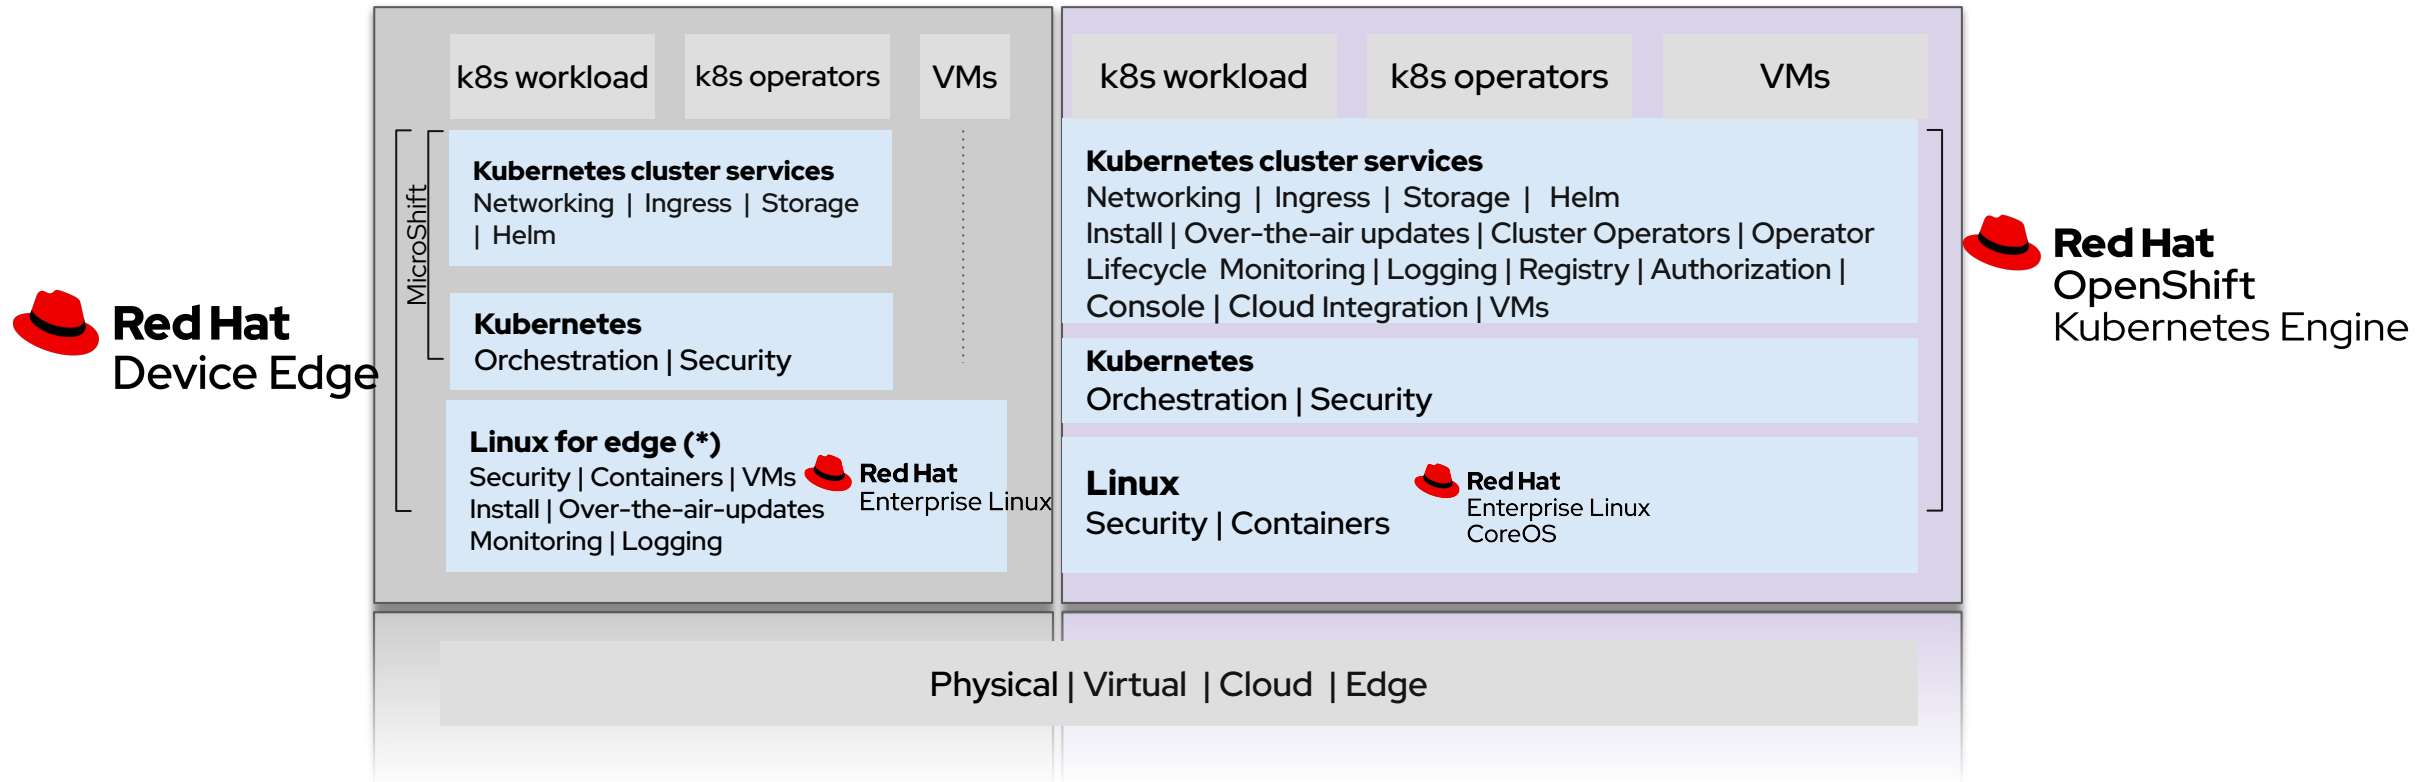 k8s workload
k8s operators
VMs
MicroShift
Kubernetes cluster services
Networking | Ingress | Storage
| Helm
Kubernetes
Orchestration | Security
Linux for edge (*)
Security | Containers | VMs
Install | Over-the-air-updates
Monitoring | Logging
Red Hat
Enterprise Linux
Red Hat
Device Edge
k8s workload
k8s operators
VMs
Kubernetes cluster services
Networking | Ingress | Storage | Helm
Install | Over-the-air updates | Cluster Operators | Operator
Lifecycle Monitoring | Logging | Registry | Authorization |
Console | Cloud Integration | VMs
Kubernetes
Orchestration | Security
Linux
Security | Containers
Red Hat
Enterprise Linux
CoreOS
Red Hat
OpenShift
Kubernetes Engine
Physical | Virtual | Cloud | Edge